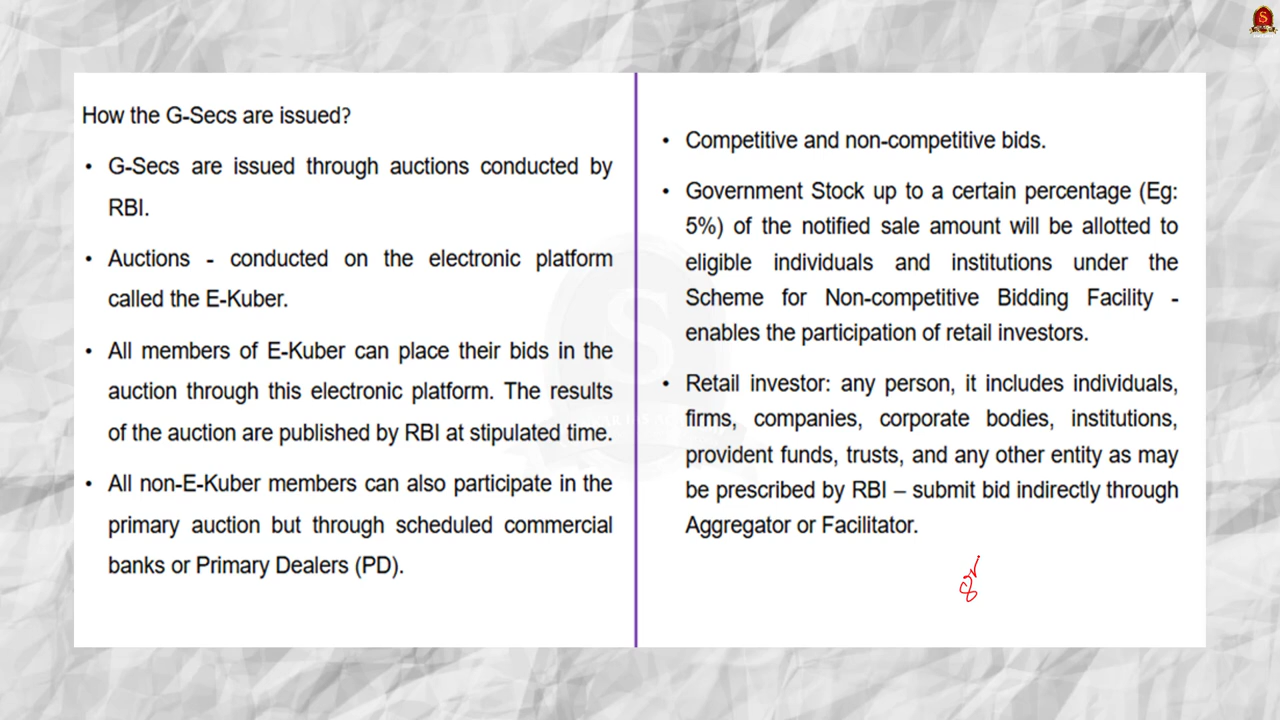 How the G-Secs are issued?
• G-Secs are issued through auctions conducted by
RBI.
• Auctions - conducted on the electronic platform
called the E-Kuber.
• All members of E-Kuber can place their bids in the
auction through this electronic platform. The results
of the auction are published by RBI at stipulated time.
• All non-E-Kuber members can also participate in the
primary auction but through scheduled commercial
banks or Primary Dealers (PD).
• Competitive and non-competitive bids.
• Government Stock up to a certain percentage (Eg:
5%) of the notified sale amount will be allotted to
eligible individuals and institutions under the
Scheme for Non-competitive Bidding Facility -
enables the participation of retail investors.
• Retail investor: any person, it includes individuals,
firms, companies, corporate bodies, institutions,
provident funds, trusts, and any other entity as may
be prescribed by RBI – submit bid indirectly through
Aggregator or Facilitator.